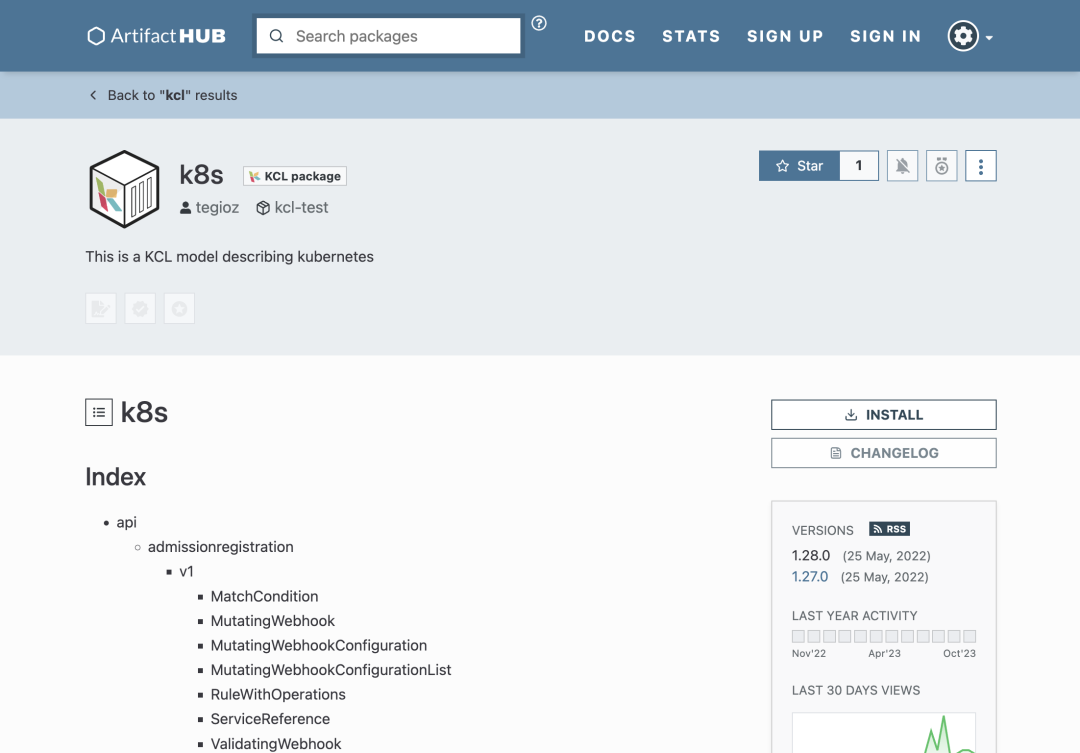 ArtifactHUB
Search packages
DOCS STATS SIGN UP SIGN IN
Back to "kcl" results
k8s
KCL package
tegioz kcl-test
Star 1
This is a KCL model describing kubernetes
k8s
Index
• api
○ admissionregistration
▪ v1
▪ MatchCondition
▪ MutatingWebhook
▪ MutatingWebhookConfiguration
▪ MutatingWebhookConfigurationList
▪ RuleWithOperations
▪ ServiceReference
▪ ValidatingWebhook
INSTALL
CHANGELOG
VERSIONS RSS
1.28.0 (25 May, 2022)
1.27.0 (25 May, 2022)
LAST YEAR ACTIVITY
Nov'22 Apr'23 Oct'23
LAST 30 DAYS VIEWS